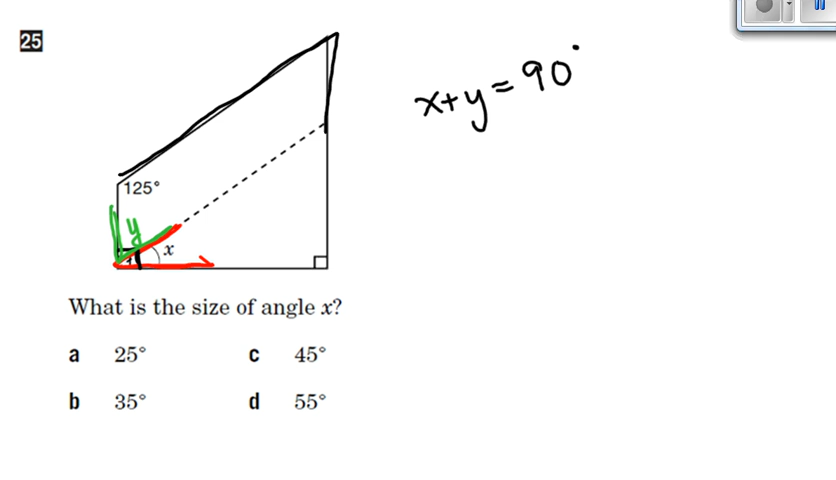 25
x+y=90°
125°
y
x
What is the size of angle x?
a 25° c 45°
b 35° d 55°